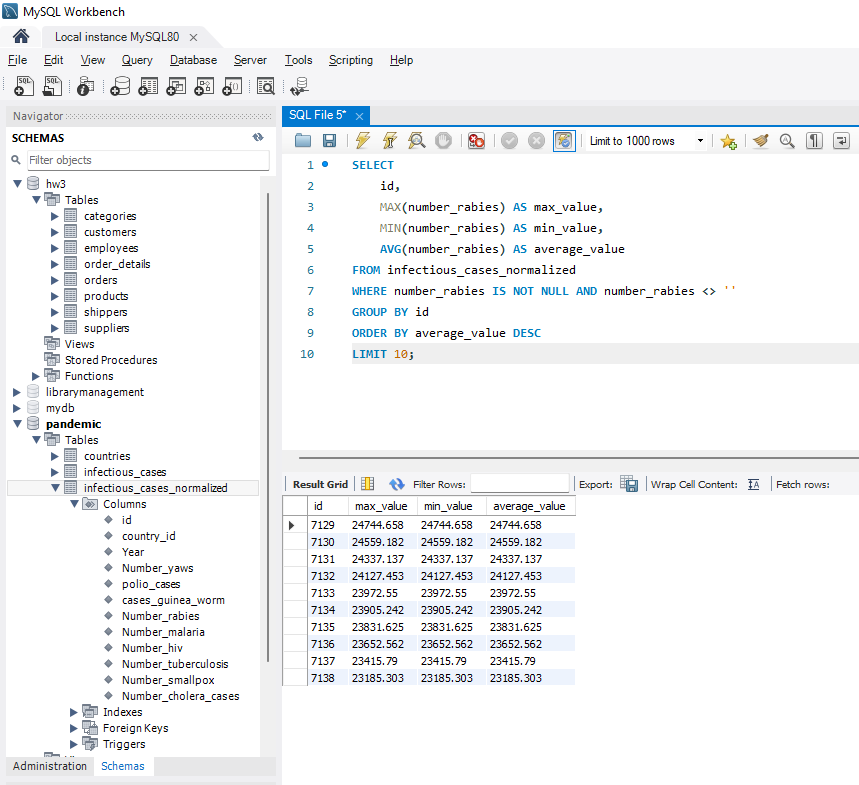 MySQL Workbench
Local instance MySQL80
File Edit View Query Database Server Tools Scripting Help
Navigator
SCHEMAS
Filter objects
hw3
Tables
categories
customers
employees
order_details
orders
products
shippers
suppliers
Views
Stored Procedures
Functions
librarymanagement
mydb
pandemic
Tables
countries
infectious_cases
infectious_cases_normalized
Columns
id
country_id
Year
Number_yaws
polio_cases
cases_guinea_worm
Number_rabies
Number_malaria
Number_hiv
Number_tuberculosis
Number_smallpox
Number_cholera_cases
Indexes
Foreign Keys
Triggers
Administration Schemas
SQL File 5*
Limit to 1000 rows
1 SELECT
2 id,
3 MAX(number_rabies) AS max_value,
4 MIN(number_rabies) AS min_value,
5 AVG(number_rabies) AS average_value
6 FROM infectious_cases_normalized
7 WHERE number_rabies IS NOT NULL AND number_rabies <> ''
8 GROUP BY id
9 ORDER BY average_value DESC
10 LIMIT 10;
Result Grid Filter Rows: Export: Wrap Cell Content: Fetch rows:
id max_value min_value average_value
7129 24744.658 24744.658 24744.658
7130 24559.182 24559.182 24559.182
7131 24337.137 24337.137 24337.137
7132 24127.453 24127.453 24127.453
7133 23972.55 23972.55 23972.55
7134 23905.242 23905.242 23905.242
7135 23831.625 23831.625 23831.625
7136 23652.562 23652.562 23652.562
7137 23415.79 23415.79 23415.79
7138 23185.303 23185.303 23185.303